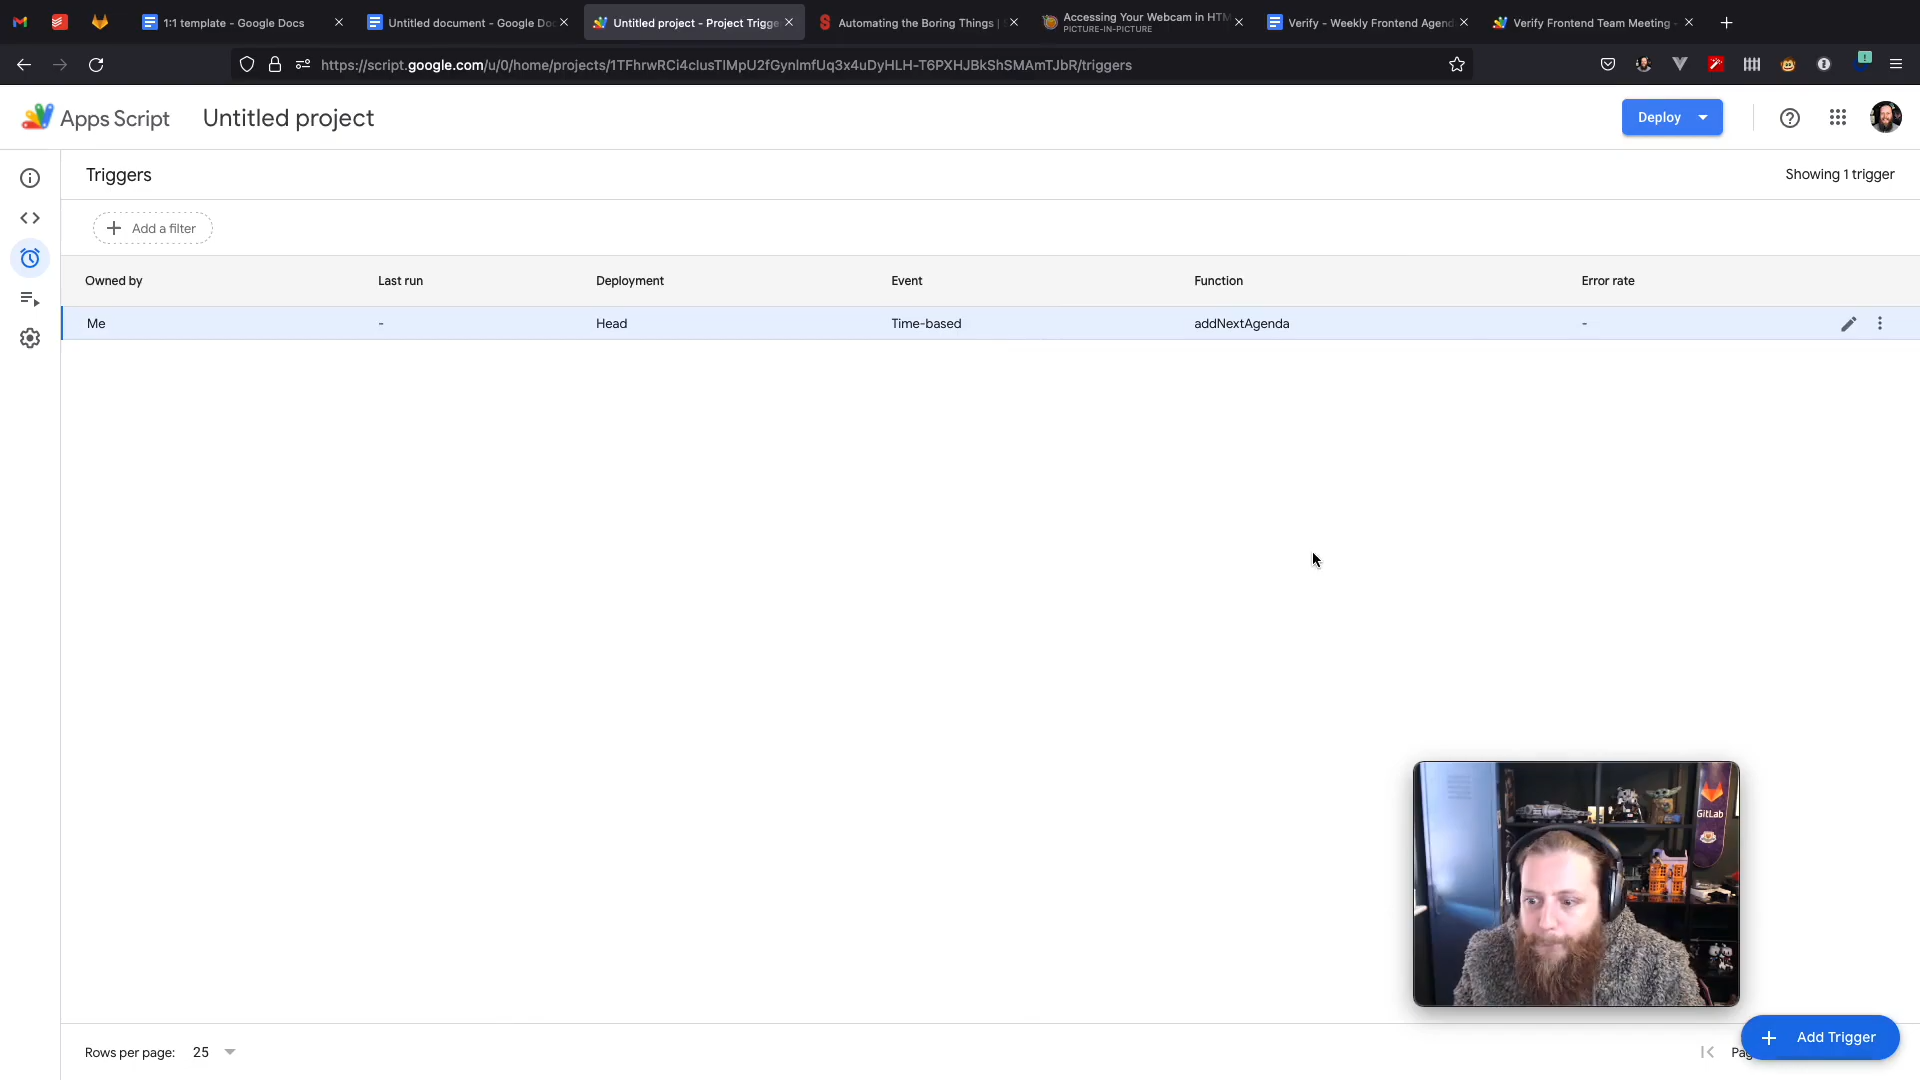 1:1 template - Google Docs
Untitled document - Google Doc
Untitled project - Project Trigge
Automating the Boring Things |
Accessing Your Webcam in HTM
PICTURE-IN-PICTURE
Verify - Weekly Frontend Agend
Verify Frontend Team Meeting -
https://script.google.com/u/0/home/projects/1TFhrwRCi4clusTlMpU2fGynlmfUq3x4uDyHLH-T6PXHJBkShSMAmTJbR/triggers
Apps Script
Untitled project
Deploy
Triggers
Showing 1 trigger
Add a filter
Owned by
Last run
Deployment
Event
Function
Error rate
Me
-
Head
Time-based
addNextAgenda
-
GitLab
Rows per page:
25
Pag
Add Trigger